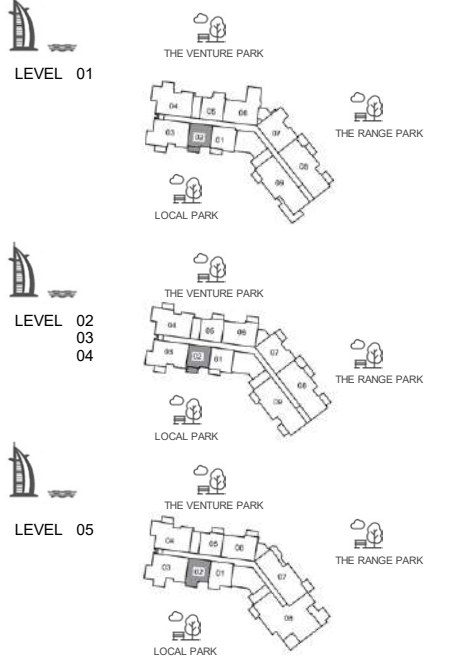 THE VENTURE PARK
LEVEL 01
04 05 06
03 02 01 07
THE RANGE PARK
08
09
LOCAL PARK
THE VENTURE PARK
LEVEL 02
03
04
04 05 06
03 02 01 07
THE RANGE PARK
08
09
LOCAL PARK
THE VENTURE PARK
LEVEL 05
04 05 06
03 02 01 07
THE RANGE PARK
08
LOCAL PARK